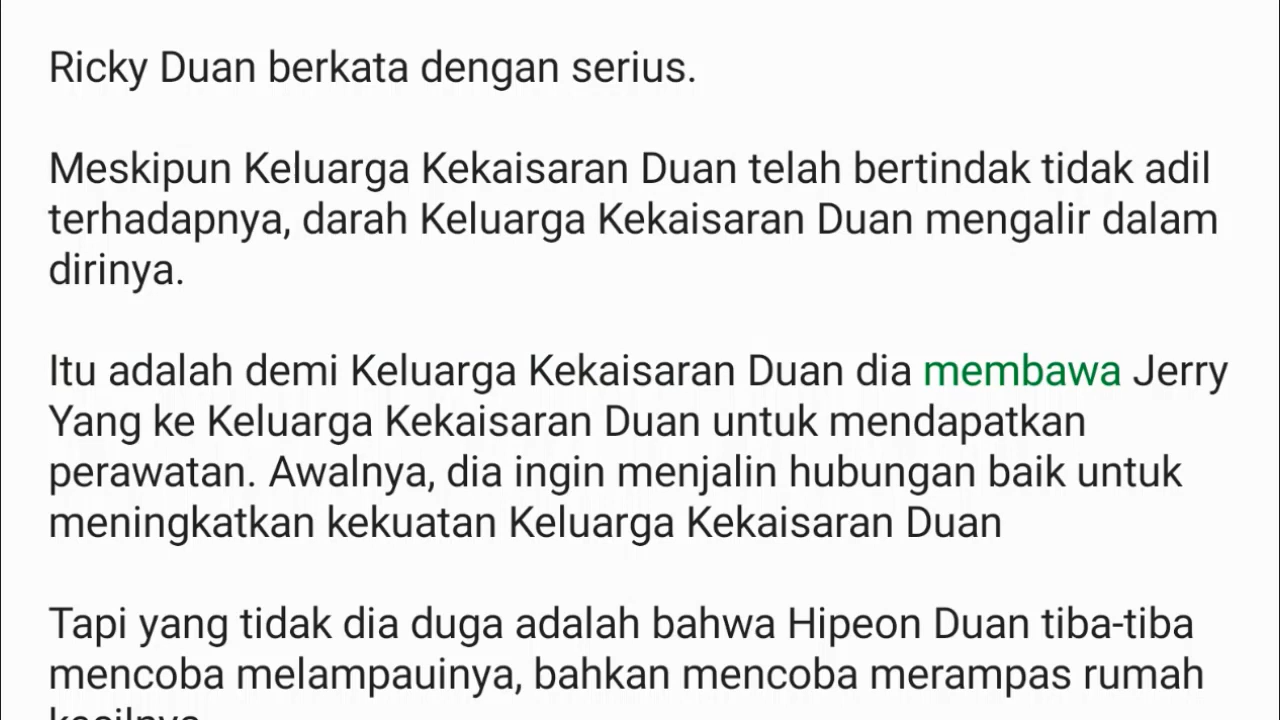 Ricky Duan berkata dengan serius.
Meskipun Keluarga Kekaisaran Duan telah bertindak tidak adil
terhadapnya, darah Keluarga Kekaisaran Duan mengalir dalam
dirinya.
Itu adalah demi Keluarga Kekaisaran Duan dia membawa Jerry
Yang ke Keluarga Kekaisaran Duan untuk mendapatkan
perawatan. Awalnya, dia ingin menjalin hubungan baik untuk
meningkatkan kekuatan Keluarga Kekaisaran Duan
Tapi yang tidak dia duga adalah bahwa Hipeon Duan tiba-tiba
mencoba melampauinya, bahkan mencoba merampas rumah